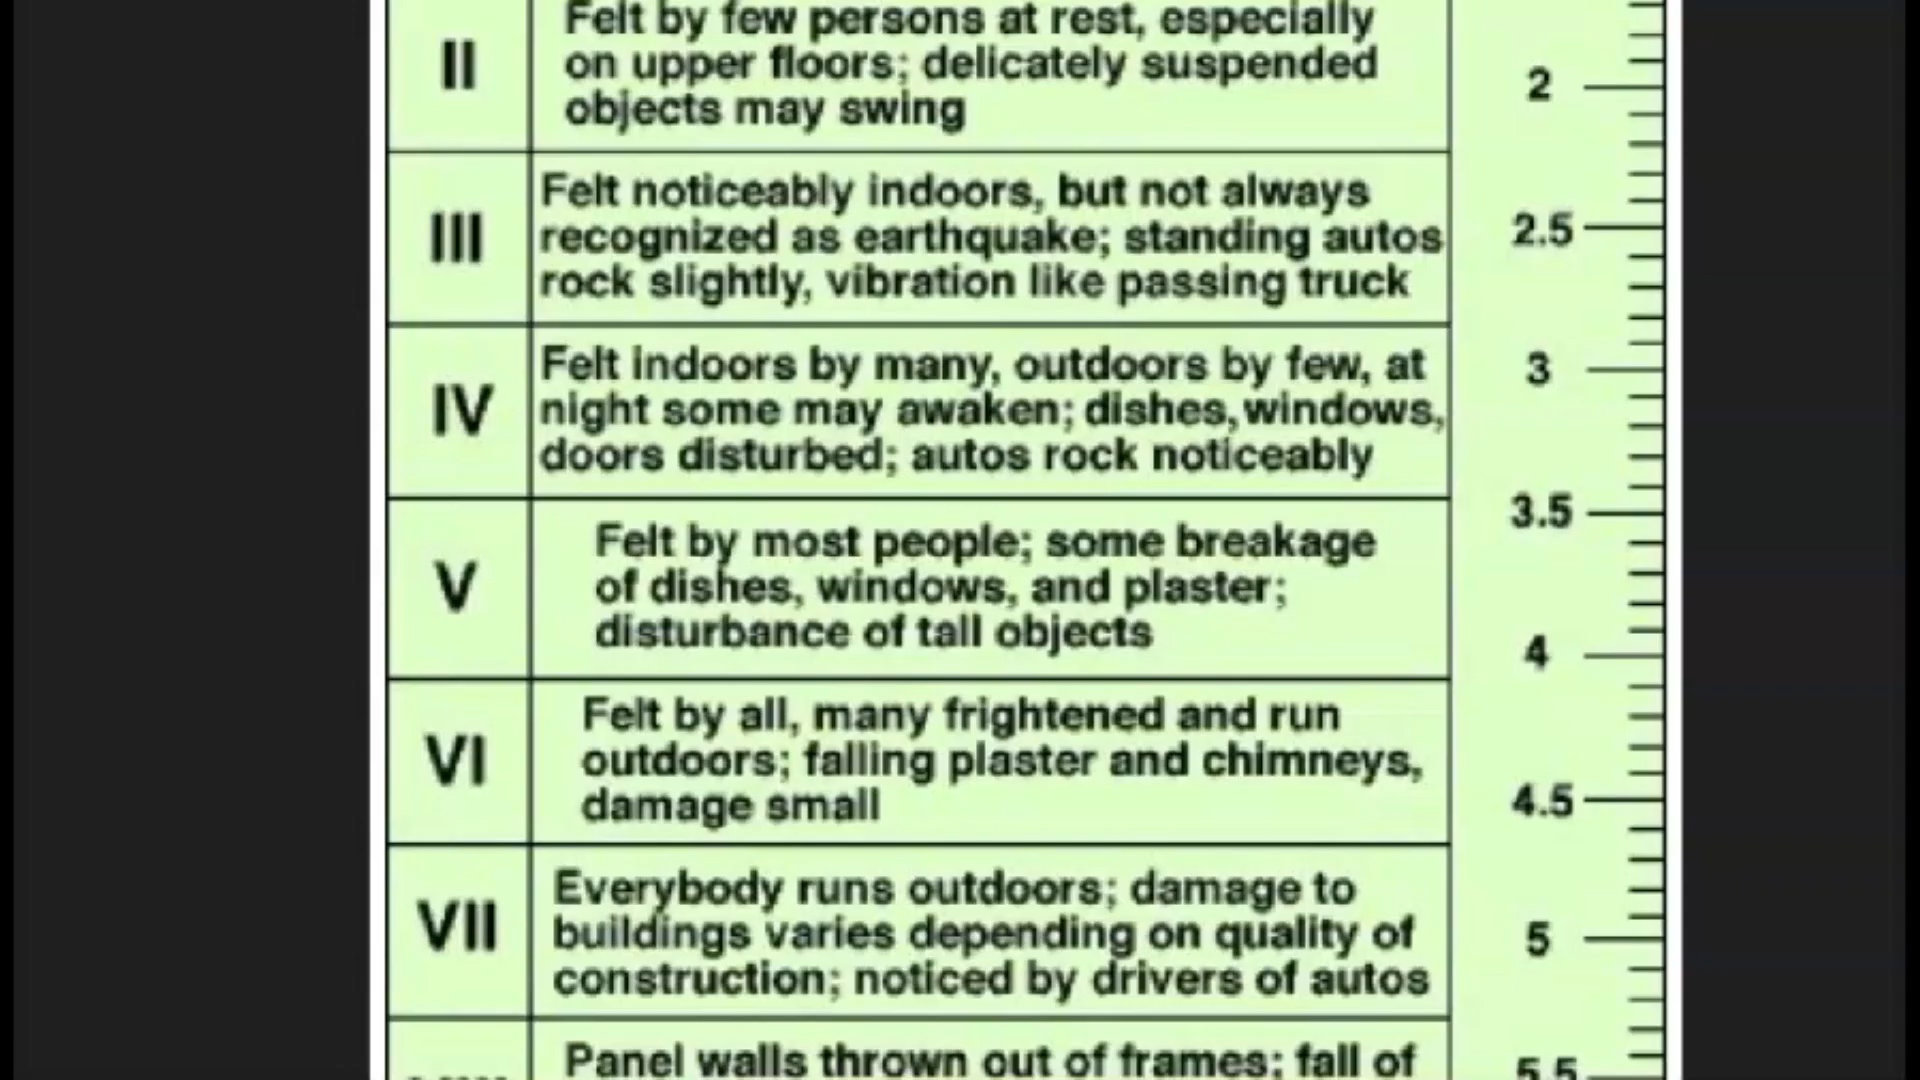 II
Felt by few persons at rest, especially
on upper floors; delicately suspended
objects may swing
2
III
Felt noticeably indoors, but not always
recognized as earthquake; standing autos
rock slightly, vibration like passing truck
2.5
IV
Felt indoors by many, outdoors by few, at
night some may awaken; dishes, windows,
doors disturbed; autos rock noticeably
3
3.5
V
Felt by most people; some breakage
of dishes, windows, and plaster;
disturbance of tall objects
4
VI
Felt by all, many frightened and run
outdoors; falling plaster and chimneys,
damage small
4.5
VII
Everybody runs outdoors; damage to
buildings varies depending on quality of
construction; noticed by drivers of autos
5
Panel walls thrown out of frames; fall of
5.5